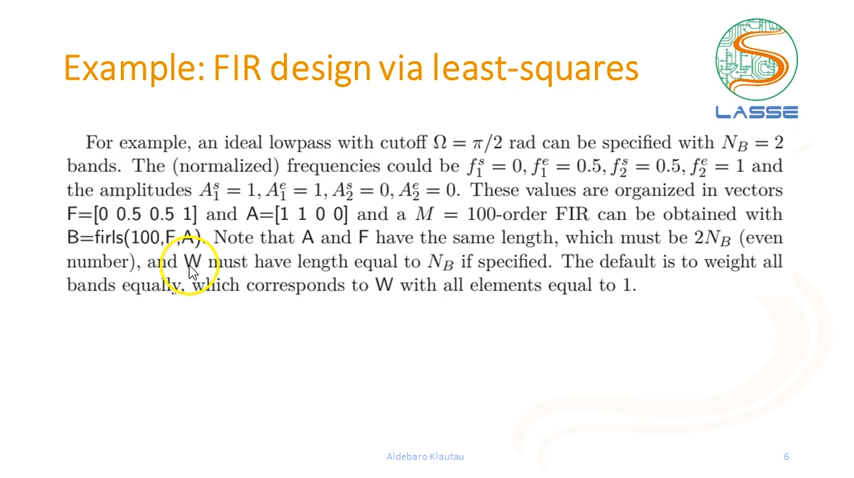 Example: FIR design via least-squares
LASSE
For example, an ideal lowpass with cutoff Ω = π/2 rad can be specified with N_B = 2
bands. The (normalized) frequencies could be f_1^s = 0, f_1^e = 0.5, f_2^s = 0.5, f_2^e = 1 and
the amplitudes A_1^s = 1, A_1^e = 1, A_2^s = 0, A_2^e = 0. These values are organized in vectors
F=[0 0.5 0.5 1] and A=[1 1 0 0] and a M = 100-order FIR can be obtained with
B=firls(100,F,A). Note that A and F have the same length, which must be 2N_B (even
number), and W must have length equal to N_B if specified. The default is to weight all
bands equally, which corresponds to W with all elements equal to 1.
Aldebaro Klautau
6